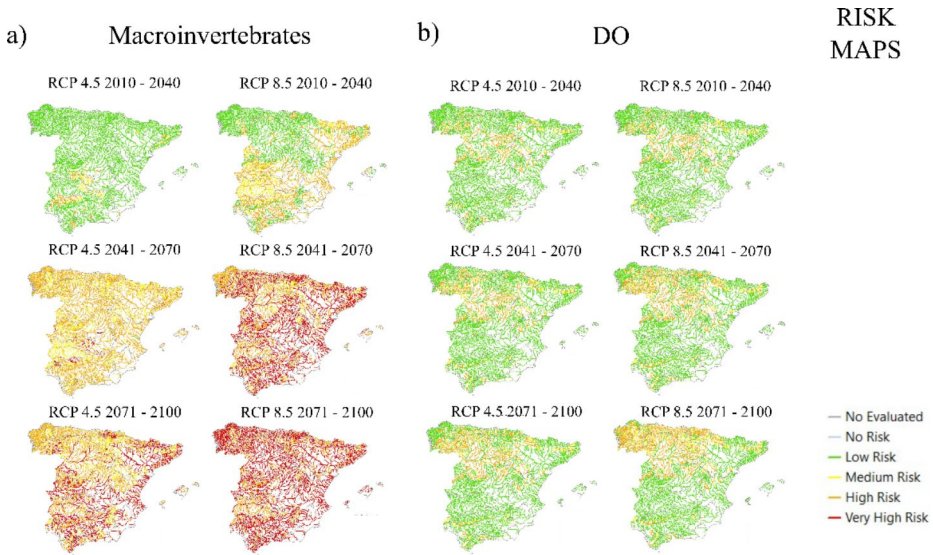 a)
Macroinvertebrates
b)
DO
RISK
MAPS
RCP 4.5 2010 - 2040
RCP 8.5 2010 - 2040
RCP 4.5 2010 - 2040
RCP 8.5 2010 - 2040
RCP 4.5 2041 - 2070
RCP 8.5 2041 - 2070
RCP 4.5 2041 - 2070
RCP 8.5 2041 - 2070
RCP 4.5 2071 - 2100
RCP 8.5 2071 - 2100
RCP 4.5 2071 - 2100
RCP 8.5 2071 - 2100
No Evaluated
No Risk
Low Risk
Medium Risk
High Risk
Very High Risk